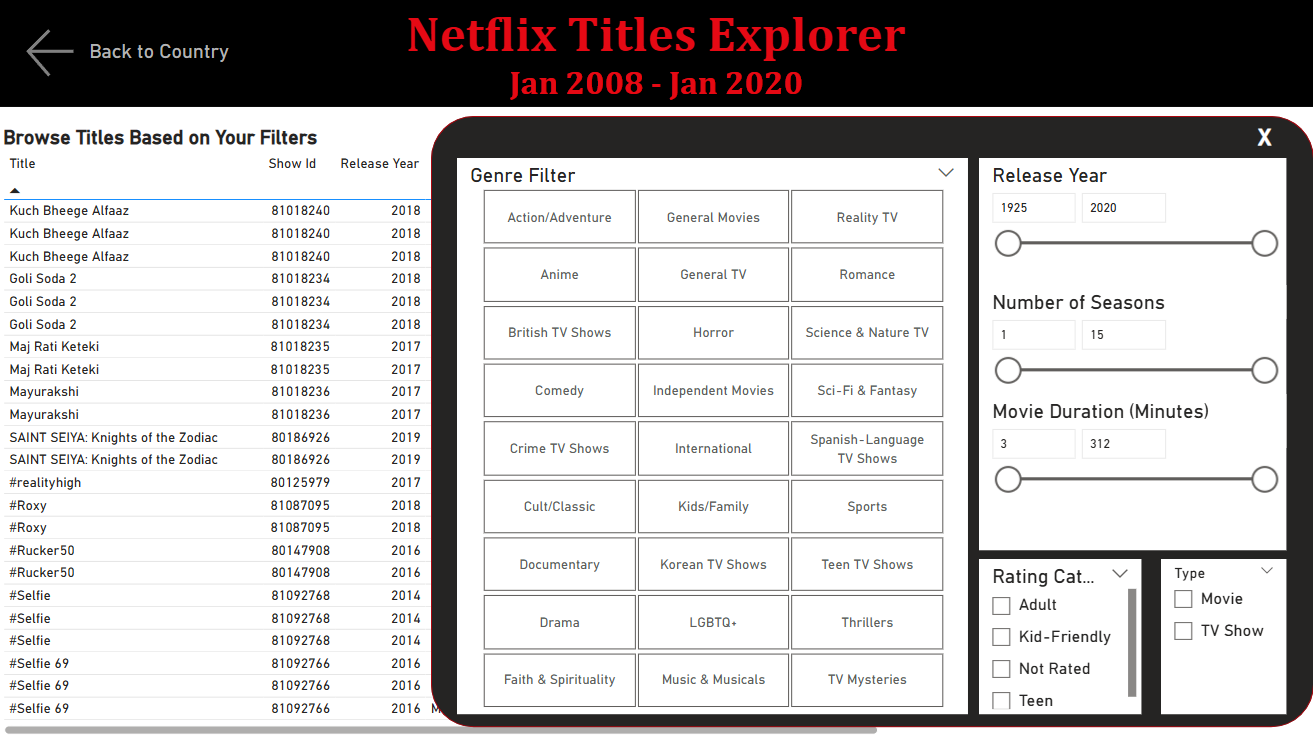 Back to Country
Netflix Titles Explorer
Jan 2008 - Jan 2020
Browse Titles Based on Your Filters
Title Show Id Release Year
Kuch Bheege Alfaaz 81018240 2018
Kuch Bheege Alfaaz 81018240 2018
Kuch Bheege Alfaaz 81018240 2018
Goli Soda 2 81018234 2018
Goli Soda 2 81018234 2018
Goli Soda 2 81018234 2018
Maj Rati Keteki 81018235 2017
Maj Rati Keteki 81018235 2017
Mayurakshi 81018236 2017
Mayurakshi 81018236 2017
SAINT SEIYA: Knights of the Zodiac 80186926 2019
SAINT SEIYA: Knights of the Zodiac 80186926 2019
#realityhigh 80125979 2017
#Roxy 81087095 2018
#Roxy 81087095 2018
#Rucker50 80147908 2016
#Rucker50 80147908 2016
#Selfie 81092768 2014
#Selfie 81092768 2014
#Selfie 81092768 2014
#Selfie 69 81092766 2016
#Selfie 69 81092766 2016
#Selfie 69 81092766 2016 M
X
Genre Filter
Action/Adventure General Movies Reality TV
Anime General TV Romance
British TV Shows Horror Science & Nature TV
Comedy Independent Movies Sci-Fi & Fantasy
Crime TV Shows International Spanish-Language
TV Shows
Cult/Classic Kids/Family Sports
Documentary Korean TV Shows Teen TV Shows
Drama LGBTQ+ Thrillers
Faith & Spirituality Music & Musicals TV Mysteries
Release Year
1925 2020
Number of Seasons
1 15
Movie Duration (Minutes)
3 312
Rating Cat...
Adult
Kid-Friendly
Not Rated
Teen
Type
Movie
TV Show